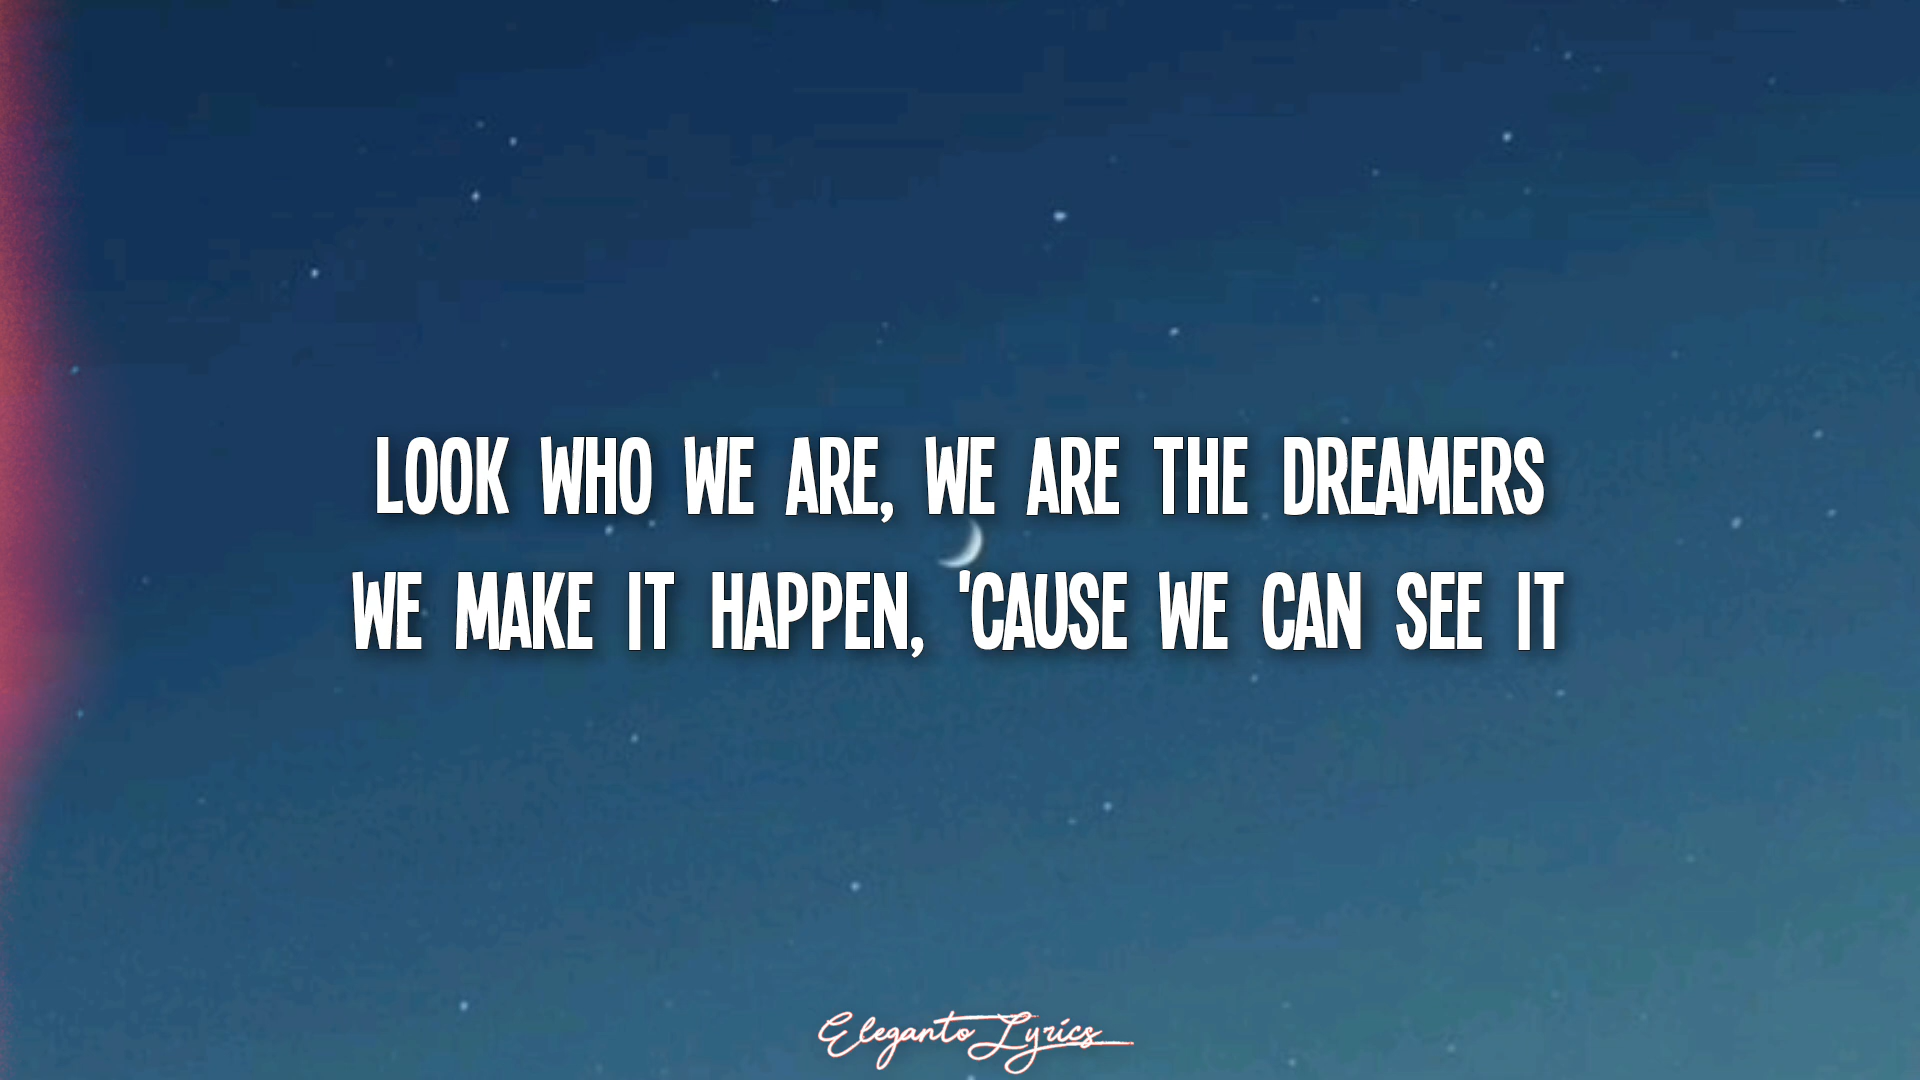 LOOK WHO WE ARE, WE ARE THE DREAMERS
WE MAKE IT HAPPEN, 'CAUSE WE CAN SEE IT
Eleganto Lyrics